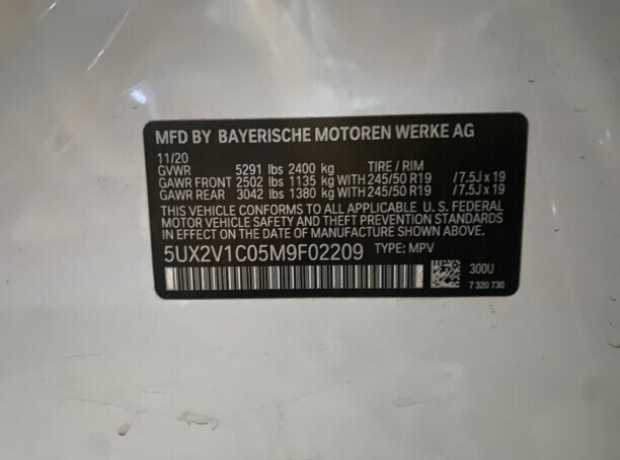 MFD BY BAYERISCHE MOTOREN WERKE AG
11/20
GVWR 5291 lbs 2400 kg TIRE / RIM
GAWR FRONT 2502 lbs 1135 kg WITH 245/50 R19 /7.5J x 19
GAWR REAR 3042 lbs 1380 kg WITH 245/50 R19 /7.5J x 19
THIS VEHICLE CONFORMS TO ALL APPLICABLE U. S. FEDERAL
MOTOR VEHICLE SAFETY AND THEFT PREVENTION STANDARDS
IN EFFECT ON THE DATE OF MANUFACTURE SHOWN ABOVE.
5UX2V1C05M9F02209 TYPE: MPV
300U
7 320 730